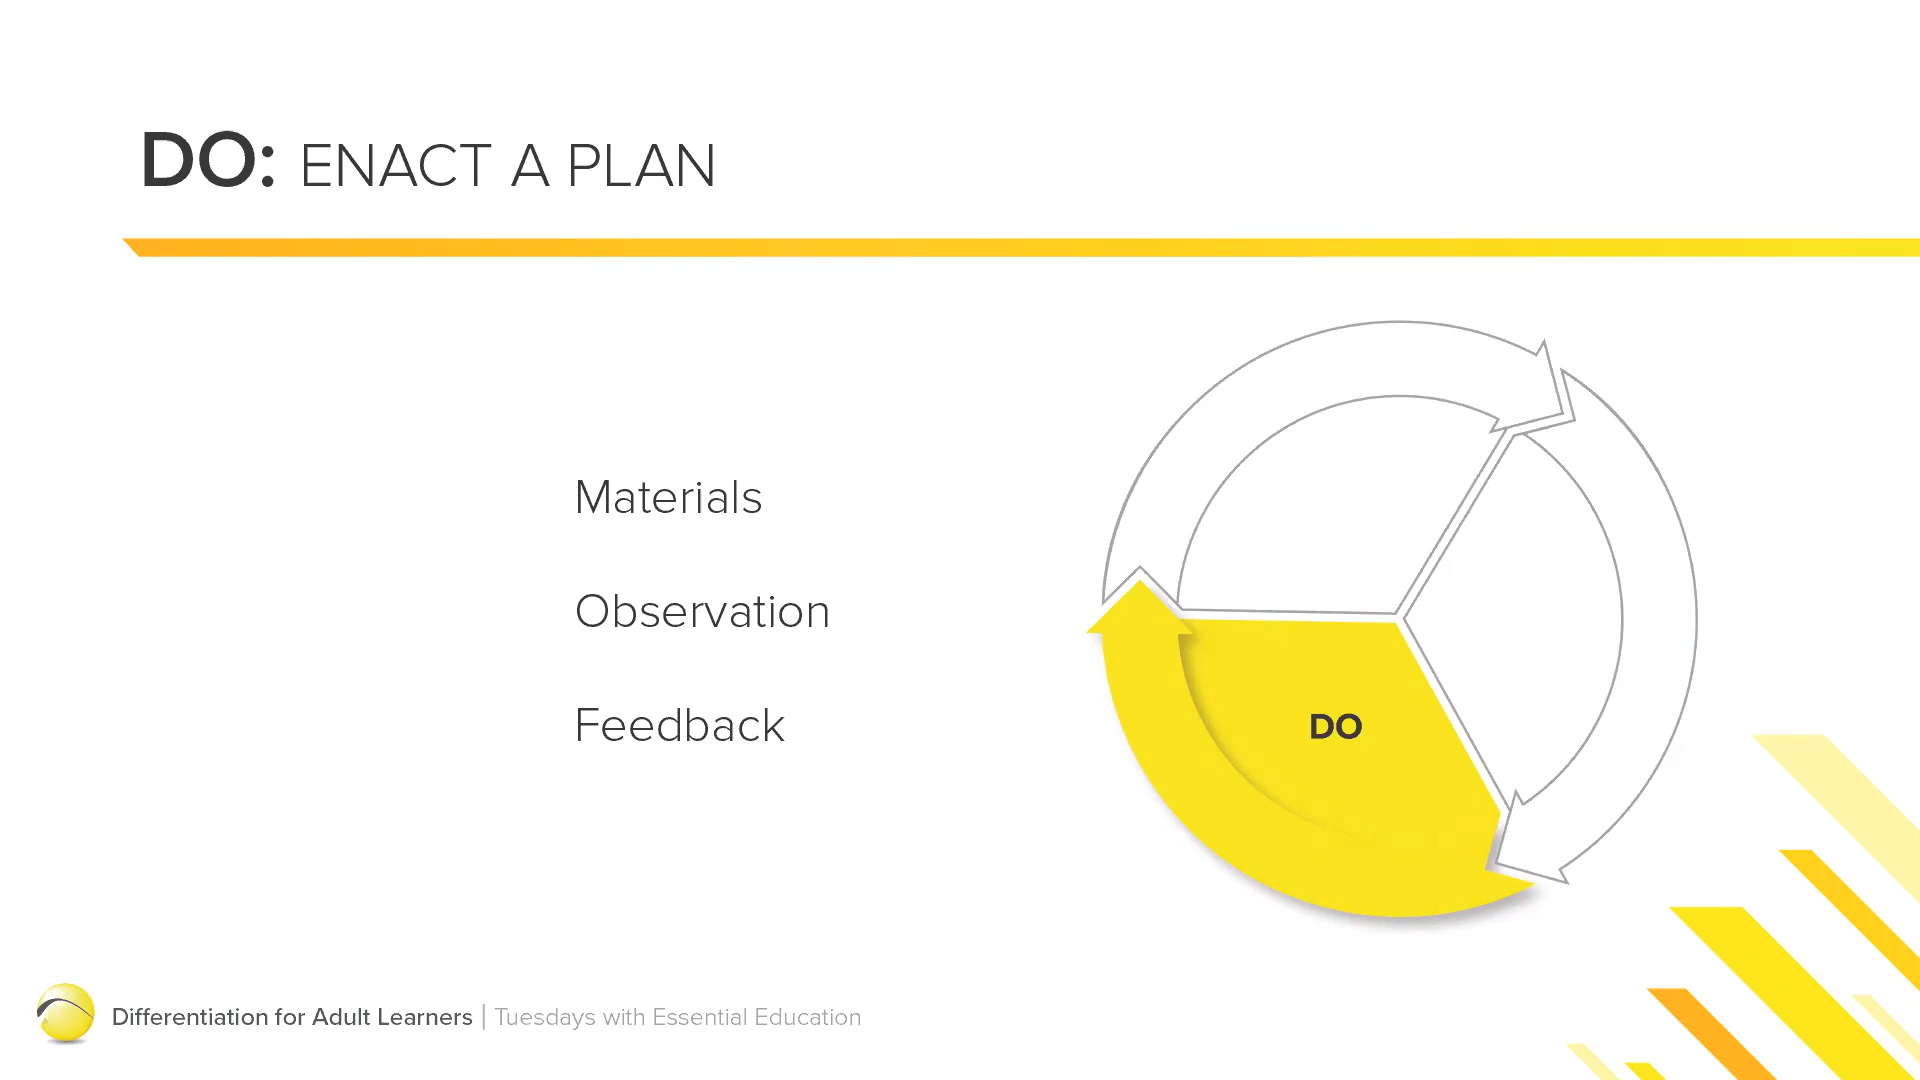 DO: ENACT A PLAN
Materials
Observation
Feedback
DO
Differentiation for Adult Learners | Tuesdays with Essential Education